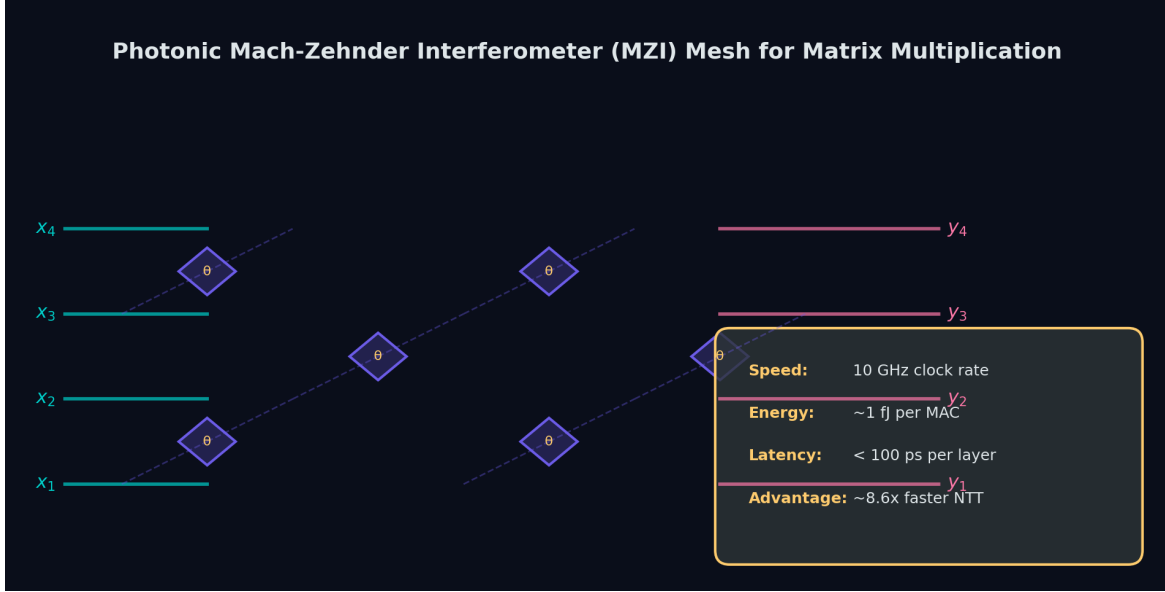 Photonic Mach-Zehnder Interferometer (MZI) Mesh for Matrix Multiplication
x₄
y₄
θ
θ
x₃
y₃
θ
θ
Speed: 10 GHz clock rate
x₂
y₂
Energy: ~1 fJ per MAC
θ
θ
Latency: < 100 ps per layer
x₁
y₁
Advantage: ~8.6x faster NTT